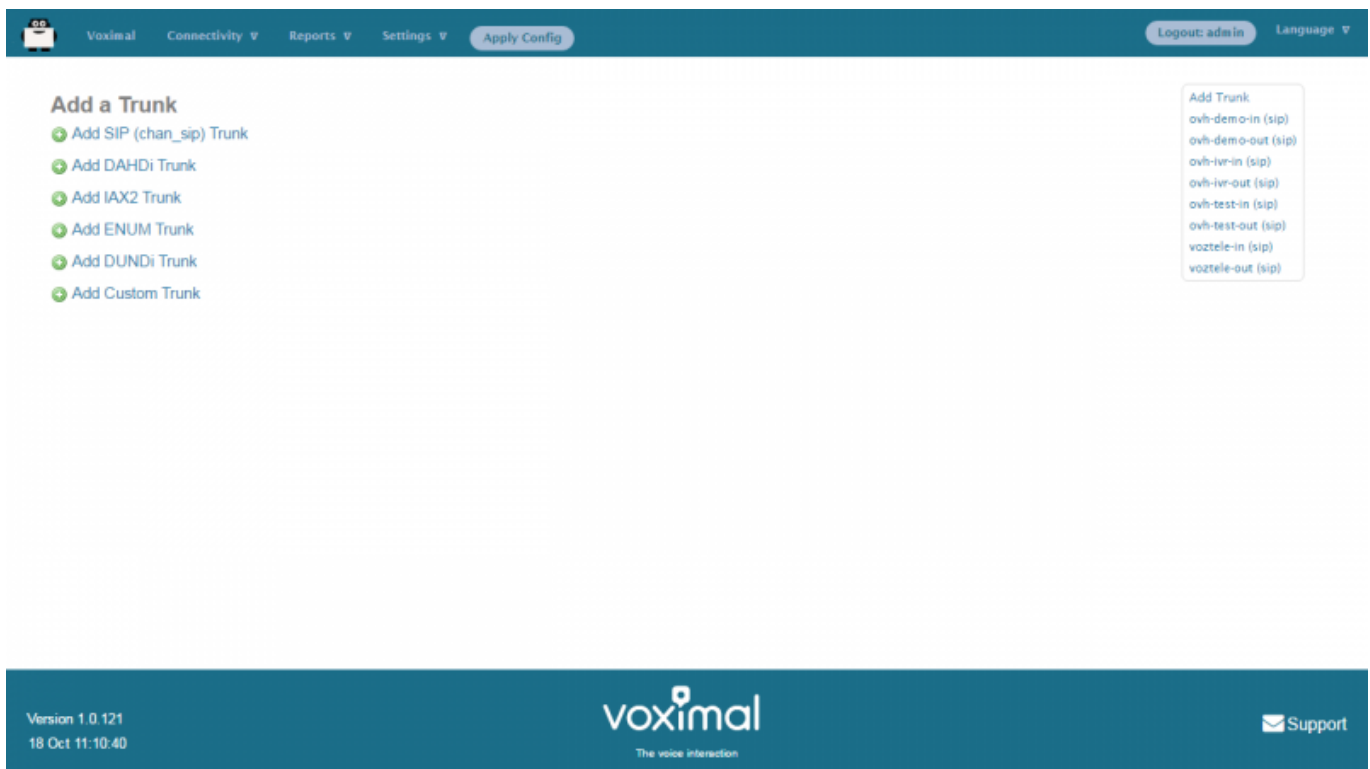 Voximal Connectivity ∇ Reports ∇ Settings ∇ Apply Config Logout: admin Language ∇
Add a Trunk
Add SIP (chan_sip) Trunk
Add DAHDi Trunk
Add IAX2 Trunk
Add ENUM Trunk
Add DUNDi Trunk
Add Custom Trunk
Add Trunk
ovh-demo-in (sip)
ovh-demo-out (sip)
ovh-ivr-in (sip)
ovh-ivr-out (sip)
ovh-test-in (sip)
ovh-test-out (sip)
voztele-in (sip)
voztele-out (sip)
Version 1.0.121
18 Oct 11:10:40
voximal
The voice interaction
Support